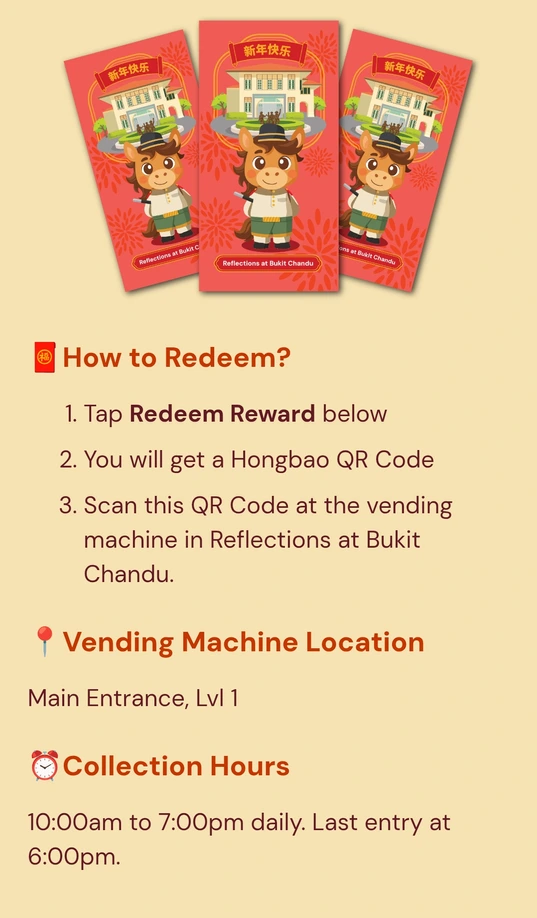 新年快乐
新年快乐
新年快乐
Reflections at Bukit C
Reflections at Bukit Chandu
ons at Bukit Chandu
福
How to Redeem?
1. Tap Redeem Reward below
2. You will get a Hongbao QR Code
3. Scan this QR Code at the vending
machine in Reflections at Bukit
Chandu.
Vending Machine Location
Main Entrance, Lvl 1
Collection Hours
10:00am to 7:00pm daily. Last entry at
6:00pm.